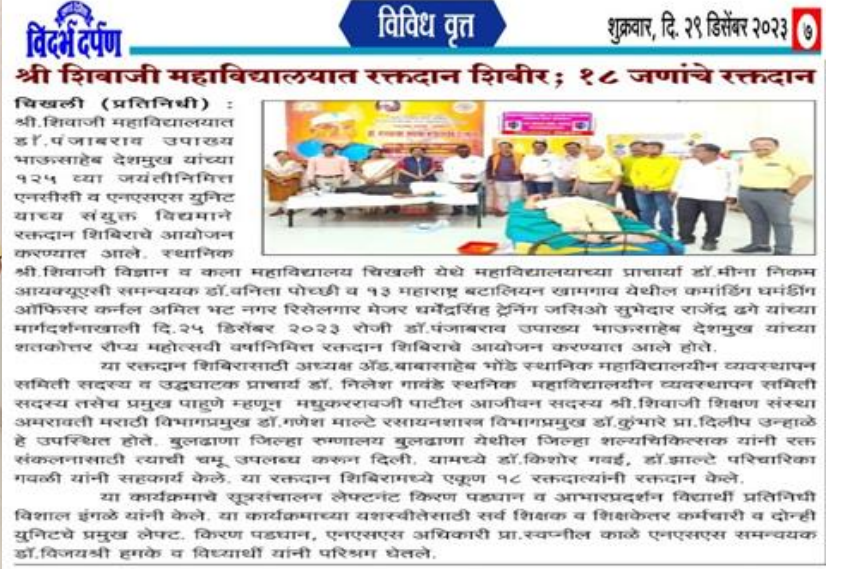 विदर्भ दर्पण
विविध वृत्त
शुक्रवार, दि. २९ डिसेंबर २०२३ ७
श्री शिवाजी महाविद्यालयात रक्तदान शिबीर; १८ जणांचे रक्तदान
चिखली (प्रतिनिधी) :
श्री.शिवाजी महाविद्यालयात
डॉ.पंजाबराव उपाख्य
भाऊसाहेब देशमुख यांच्या
१२५ व्या जयंतीनिमित्त
एनसीसी व एनएसएस युनिट
याच्य संयुक्त विद्यमाने
रक्तदान शिबिराचे आयोजन
करण्यात आले. स्थानिक
श्री.शिवाजी विज्ञान व कला महाविद्यालय चिखली येथे महाविद्यालयाच्या प्राचार्या डॉ.मीना निकम
आयक्यूएसी समन्वयक डॉ.वनिता पोच्छी व १३ महाराष्ट्र बटालियन खामगाव येथील कमांडिंग घमंडींग
ऑफिसर कर्नल अमित भट नगर रिसेलगार मेजर धर्मेंद्रसिंह ट्रेनिंग जसिओ सुभेदार राजेंद्र ढगे यांच्या
मार्गदर्शनाखाली दि.२५ डिसेंबर २०२३ रोजी डॉ.पंजाबराव उपाख्य भाऊसाहेब देशमुख यांच्या
शतकोत्तर रौप्य महोत्सवी वर्षानिमित्त रक्तदान शिबिराचे आयोजन करण्यात आले होते.
या रक्तदान शिबिरासाठी अध्यक्ष अ‍ॅड.बाबासाहेब भोंडे स्थानिक महाविद्यालयीन व्यवस्थापन
समिती सदस्य व उद्घघाटक प्राचार्य डॉ. निलेश गावंडे स्थनिक महाविद्यालयीन व्यवस्थापन समिती
सदस्य तसेच प्रमुख पाहुणे म्हणून मधुकररावजी पाटील आजीवन सदस्य श्री.शिवाजी शिक्षण संस्था
अमरावती मराठी विभागप्रमुख डॉ.गणेश माल्टे रसायनशास्त्र विभागप्रमुख डॉ.कुंभारे प्रा.दिलीप उन्हाळे
हे उपस्थित होते. बुलढाणा जिल्हा रुग्णालय बुलढाणा येथील जिल्हा शल्यचिकित्सक यांनी रक्त
संकलनासाठी त्याची चमू उपलब्ध करून दिली. यामध्ये डॉ.किशोर गवई, डॉ.झाल्टे परिचारिका
गवळी यांनी सहकार्य केले. या रक्तदान शिबिरामध्ये एकूण १८ रक्तदात्यांनी रक्तदान केले.
या कार्यक्रमाचे सूत्रसंचालन लेफ्टनंट किरण पडघान व आभारप्रदर्शन विद्यार्थी प्रतिनिधी
विशाल इंगळे यांनी केले. या कार्यक्रमाच्या यशस्वीतेसाठी सर्व शिक्षक व शिक्षकेतर कर्मचारी व दोन्ही
युनिटचे प्रमुख लेफ्ट. किरण पडघान, एनएसएस अधिकारी प्रा.स्वप्नील काळे एनएसएस समन्वयक
डॉ.विजयश्री हमके व विध्यार्थी यांनी परिश्रम घेतले.